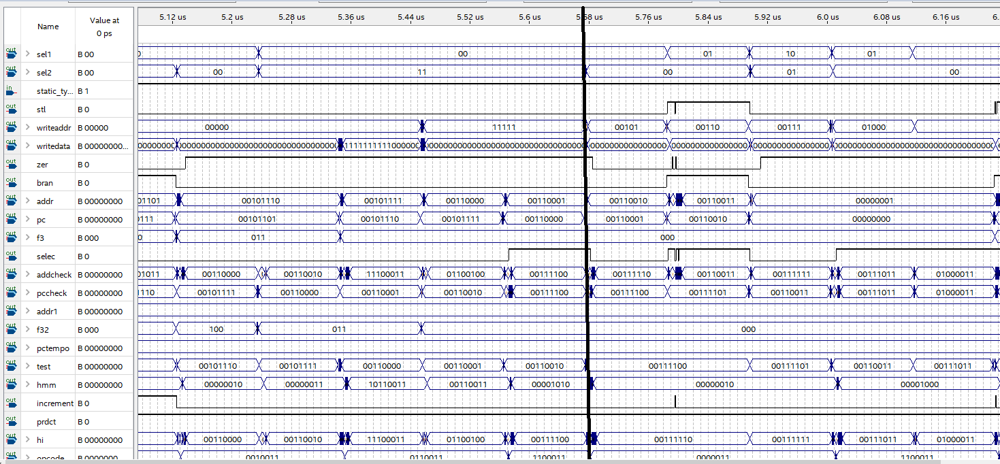 Name Value at 0 ps 5.12 us 5.2 us 5.28 us 5.36 us 5.44 us 5.52 us 5.6 us 5.68 us 5.76 us 5.84 us 5.92 us 6.0 us 6.08 us 6.16 us 6.
out sel1 B 00 00 01 10 01
out sel2 B 00 00 11 00 01 00
in static_ty... B 1
out stl B 0
out writeaddr B 00000 00000 11111 00101 00110 00111 01000
out writedata B 00000000...
out zer B 0
out bran B 0
out addr B 00000000 01101 00101110 00101111 00110000 00110001 00110010 00110011 00000001
out pc B 00000000 0111 00101101 00101110 00101111 00110000 00110001 00110010 00000000
out f3 B 000 0 011 000
out selec B 0
out addcheck B 00000000 01011 00110000 00110010 11100011 01100100 00111100 00111110 00110011 00111111 00111011 01000011
out pccheck B 00000000 1110 00101111 00110000 00110001 00110010 00111100 00111100 00111101 00110011 00111011 01000011
out addr1 B 00000000
out f32 B 000 100 011 000
out pctempo B 00000000
out test B 00000000 00101110 00101111 00110000 00110001 00110010 00111100 00111101 00110011 00111011
out hmm B 00000000 00000010 00000011 10110011 00110011 00001010 00000010 00001000
out increment B 0
out prdct B 0
out hi B 00000000 00110000 00110010 11100011 01100100 00111100 00111110 00111111 00111011 01000011
out opcode B 0000000 0010011 0110011 1100011 0000011 1100011